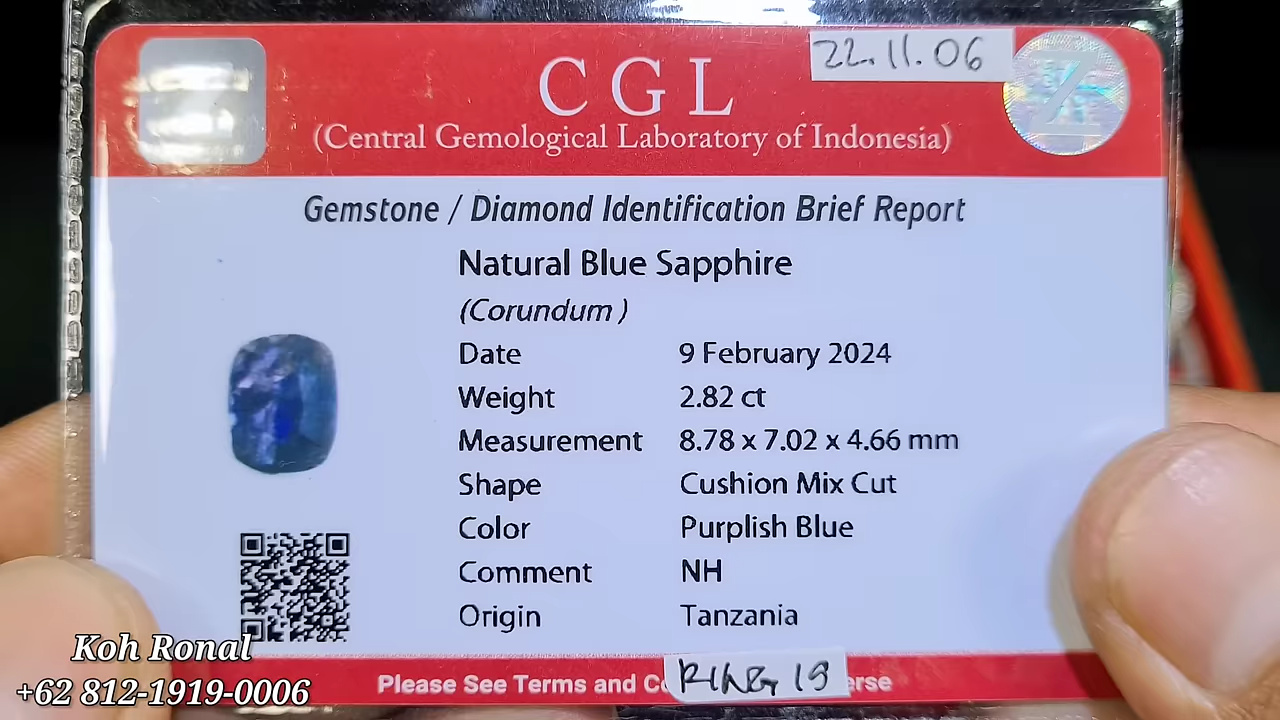 22.11.06
CGL
(Central Gemological Laboratory of Indonesia)
Gemstone / Diamond Identification Brief Report
Natural Blue Sapphire
(Corundum)
Date 9 February 2024
Weight 2.82 ct
Measurement 8.78 x 7.02 x 4.66 mm
Shape Cushion Mix Cut
Color Purplish Blue
Comment NH
Origin Tanzania
Koh Ronal
+62 812-1919-0006
Please See Terms and
RING 19